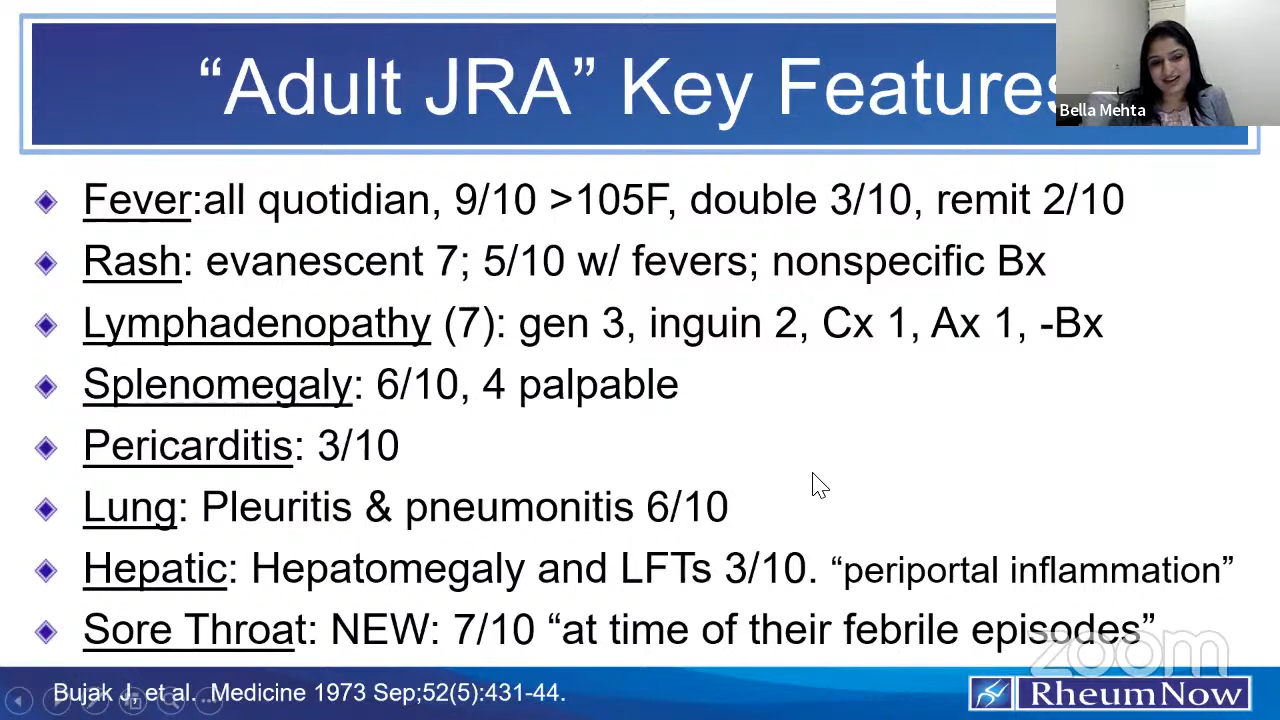 “Adult JRA” Key Features
Bella Mehta
Fever:all quotidian, 9/10 >105F, double 3/10, remit 2/10
Rash: evanescent 7; 5/10 w/ fevers; nonspecific Bx
Lymphadenopathy (7): gen 3, inguin 2, Cx 1, Ax 1, -Bx
Splenomegaly: 6/10, 4 palpable
Pericarditis: 3/10
Lung: Pleuritis & pneumonitis 6/10
Hepatic: Hepatomegaly and LFTs 3/10. “periportal inflammation”
Sore Throat: NEW: 7/10 “at time of their febrile episodes”
zoom
Bujak J, et al. Medicine 1973 Sep;52(5):431-44.
RheumNow